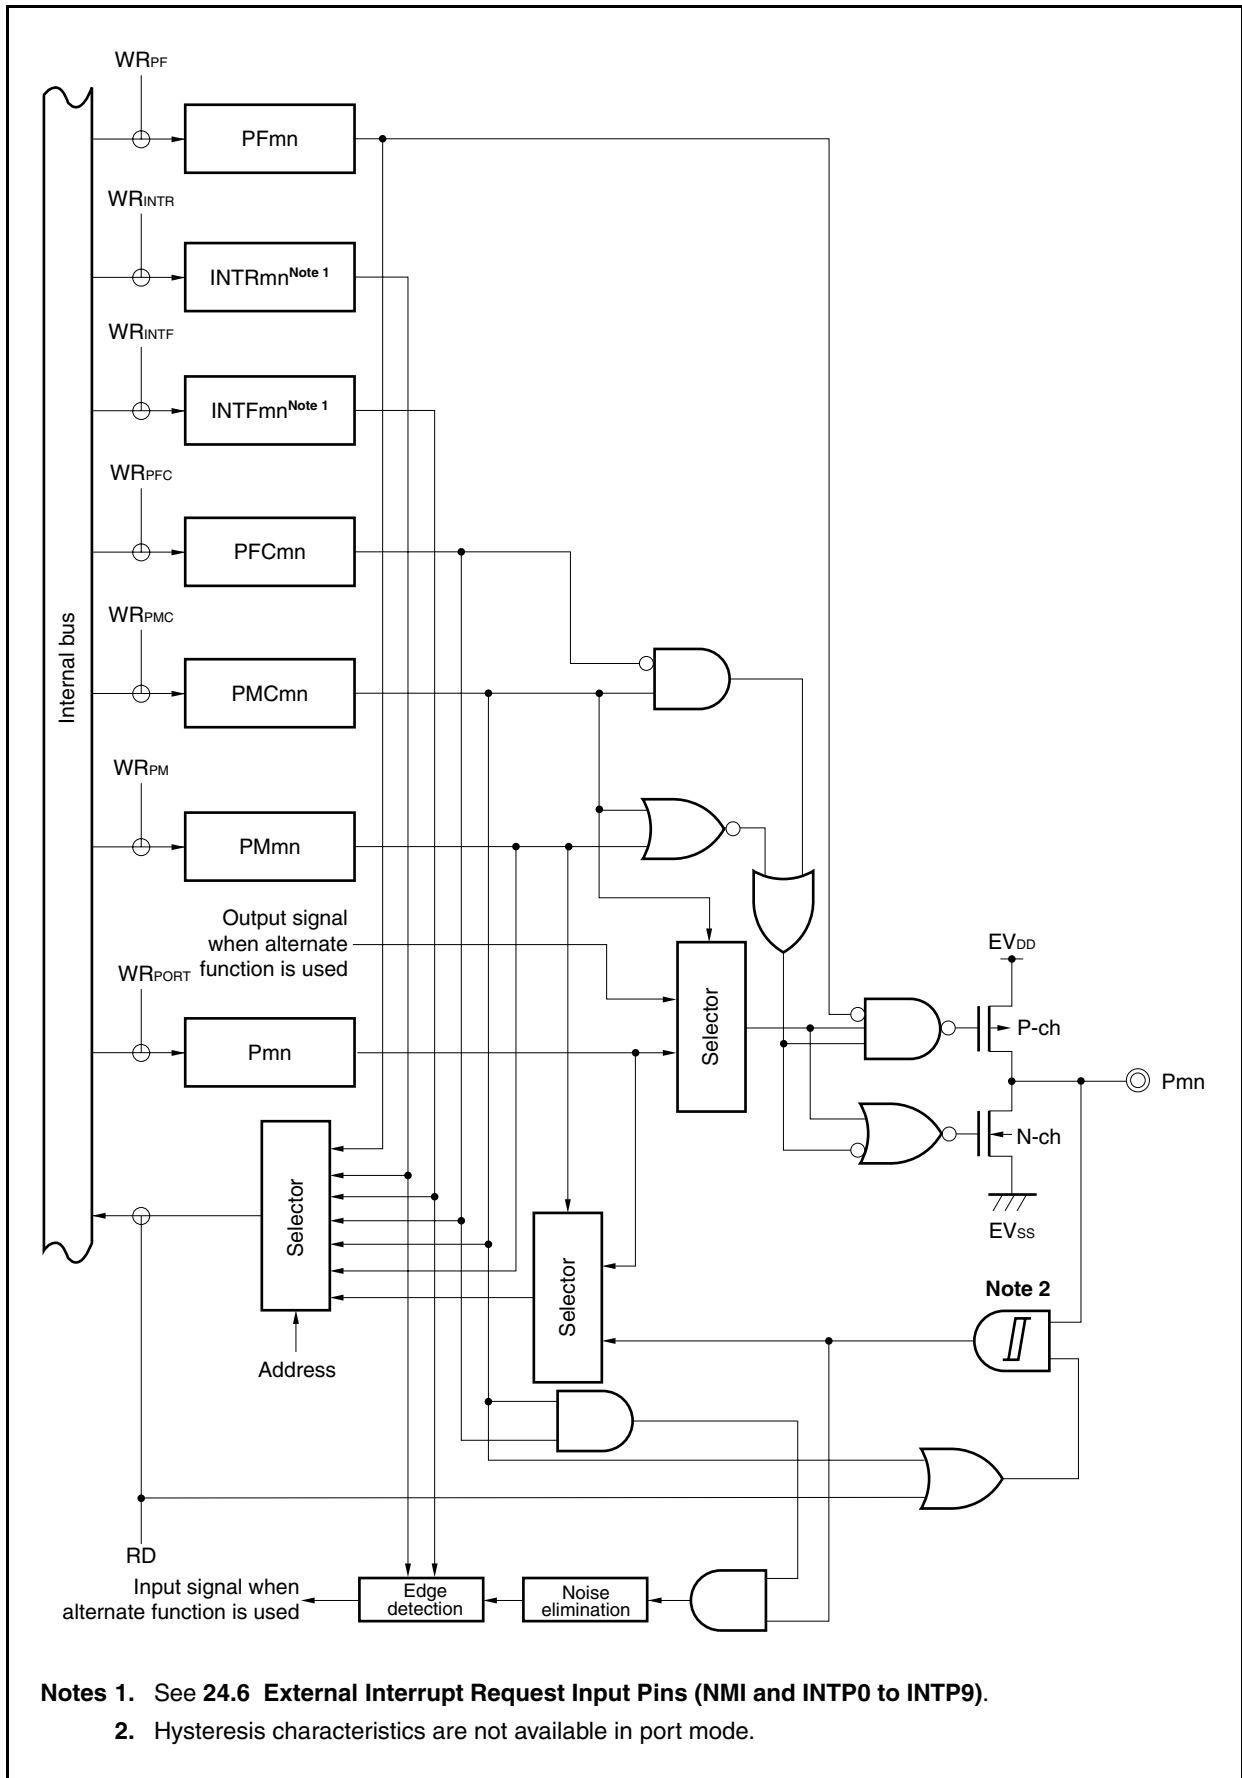 WRPF
PFmn
WRINTR
INTRmnNote 1
WRINTF
INTFmnNote 1
WRPFC
PFCmn
WRPMC
PMCmn
Internal bus
WRPM
PMmn
Output signal
when alternate
function is used
WRPORT
Pmn
Selector
EVDD
P-ch
Pmn
N-ch
EVSS
Selector
Selector
Note 2
Address
RD
Input signal when
alternate function is used
Edge
detection
Noise
elimination
Notes 1. See 24.6 External Interrupt Request Input Pins (NMI and INTP0 to INTP9).
2. Hysteresis characteristics are not available in port mode.